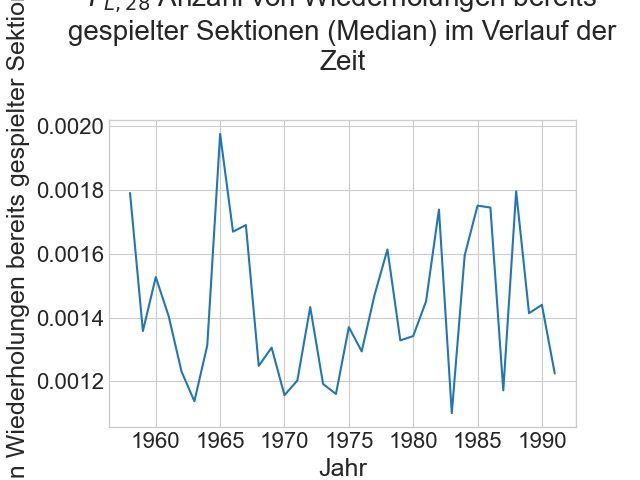 Anzahl von Wiederholungen bereits
gespielter Sektionen (Median) im Verlauf der
Zeit
n Wiederholungen bereits gespielter
0.0020
0.0018
0.0016
0.0014
0.0012
1960 1965 1970 1975 1980 1985 1990
Jahr